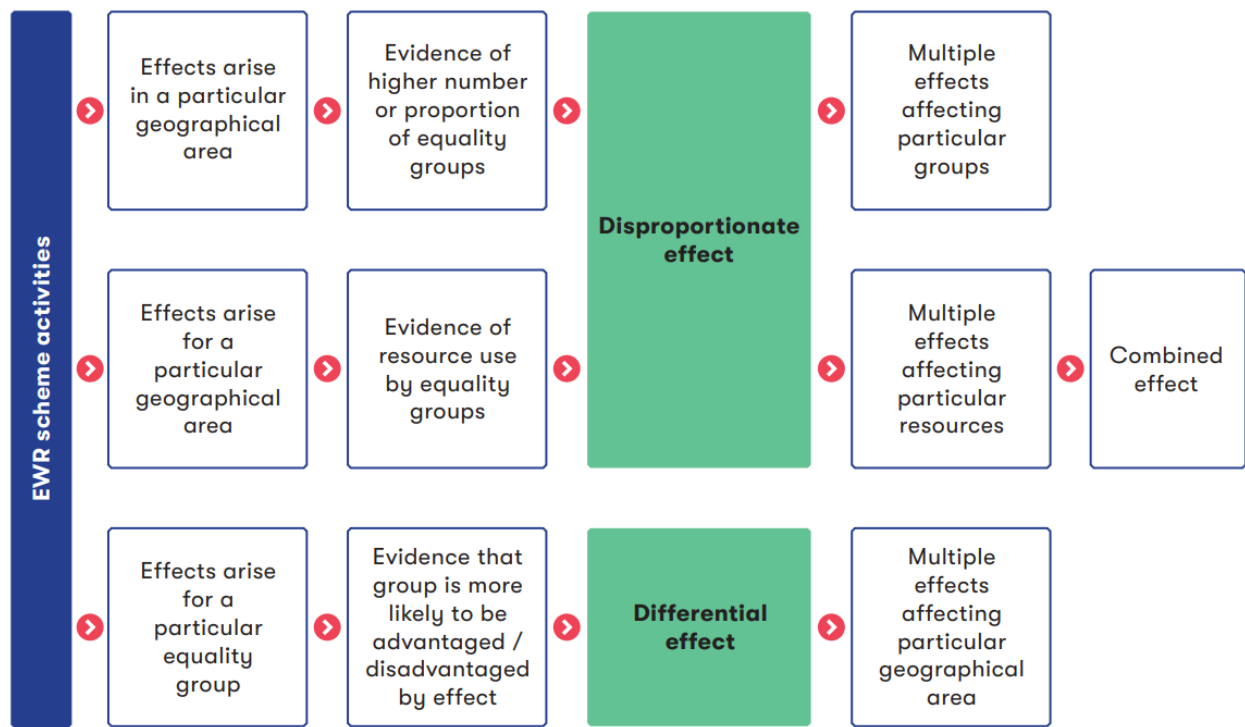 EWR scheme activities
Effects arise
in a particular
geographical
area
Evidence of
higher number
or proportion
of equality
groups
Disproportionate
effect
Multiple
effects
affecting
particular
groups
Effects arise
for a
particular
geographical
area
Evidence of
resource use
by equality
groups
Multiple
effects
affecting
particular
resources
Combined
effect
Effects arise
for a
particular
equality
group
Evidence that
group is more
likely to be
advantaged /
disadvantaged
by effect
Differential
effect
Multiple
effects
affecting
particular
geographical
area